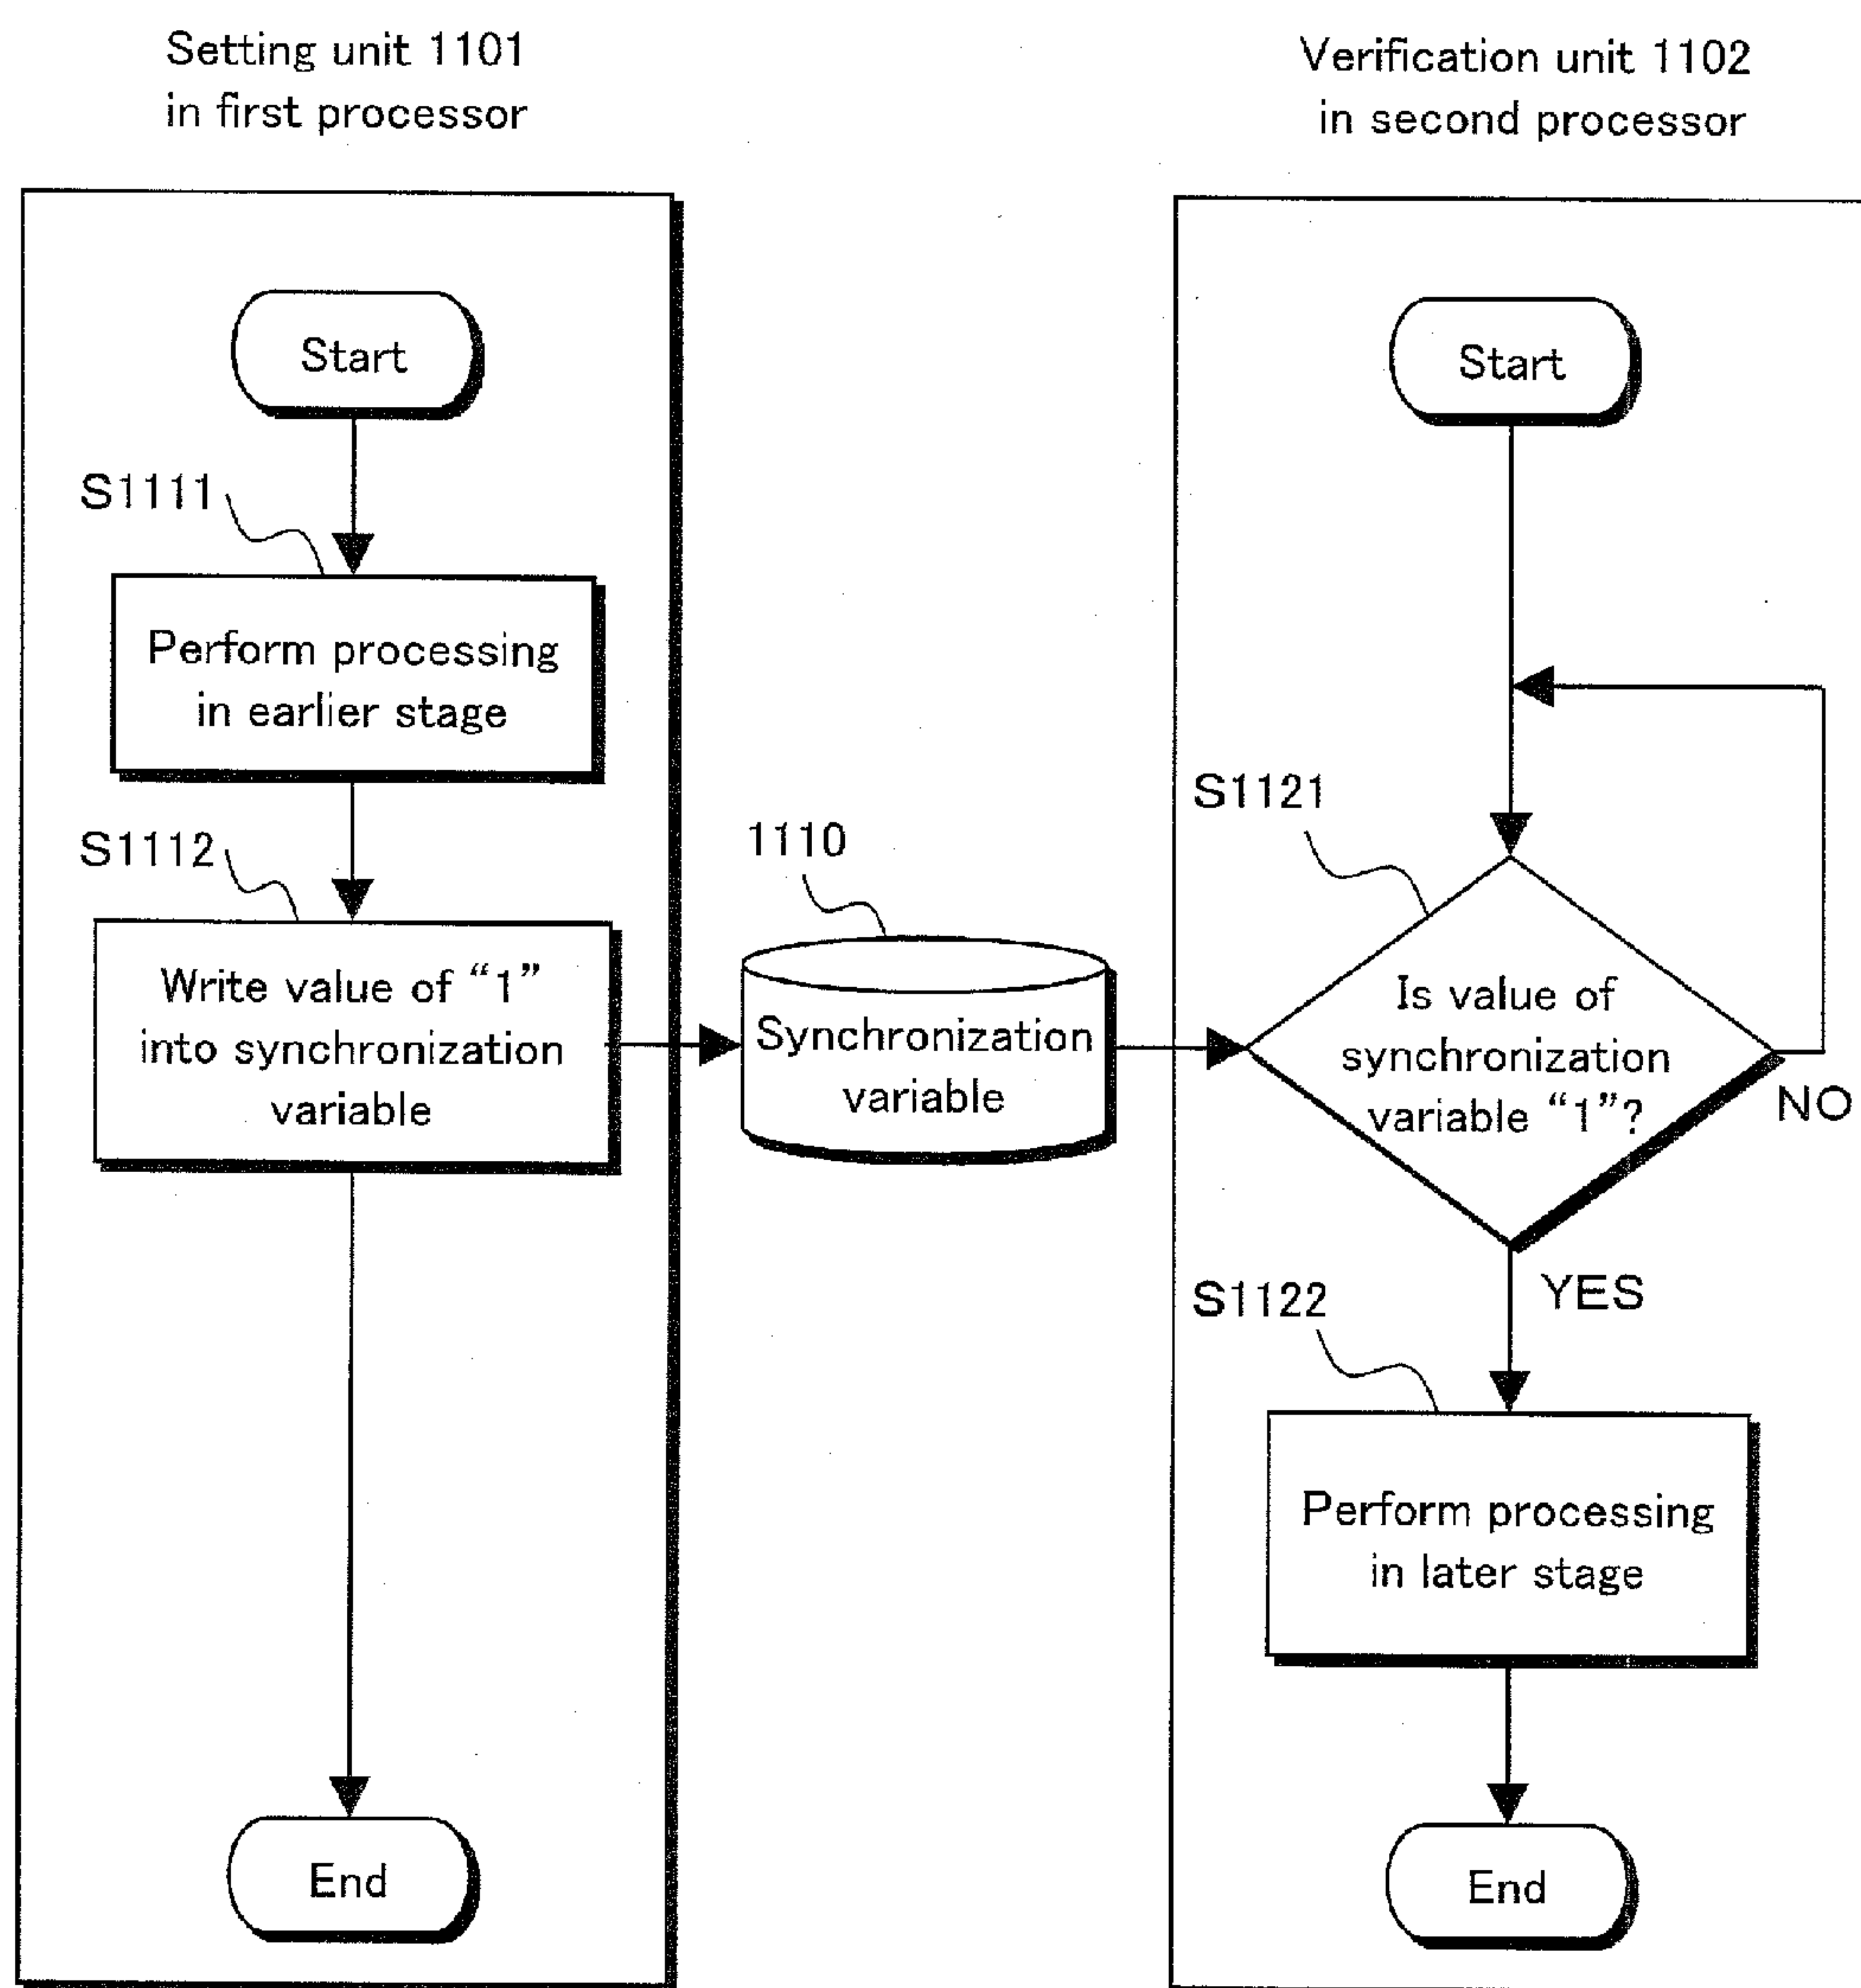 Setting unit 1101
in first processor
Verification unit 1102
in second processor
Start
S1111
Perform processing
in earlier stage
S1112
Write value of “1”
into synchronization
variable
End
1110
Synchronization
variable
Start
S1121
Is value of
synchronization
variable “1”?
NO
YES
S1122
Perform processing
in later stage
End